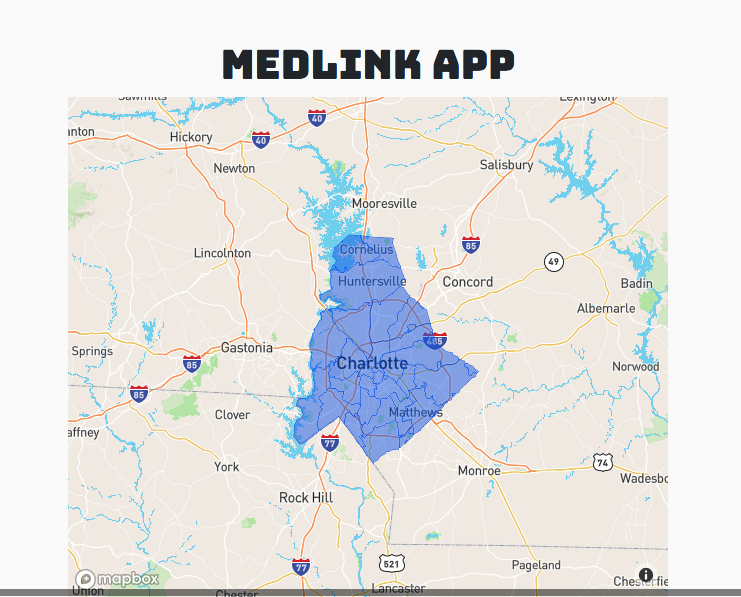 MEDLINK APP
Sawmills
Lexington
40
anton
Hickory
40
Salisbury
Newton
Mooresville
85
Cornelius
Lincolnton
49
Huntersville
Concord
Badin
Albemarle
485
Gastonia
Springs
85
Charlotte
Norwood
85
Clover
Matthews
affney
77
York
Monroe
74
Wadesbo
Rock Hill
521
Pageland
77
mapbox
Chesterfie
Union
Chester
Lancaster